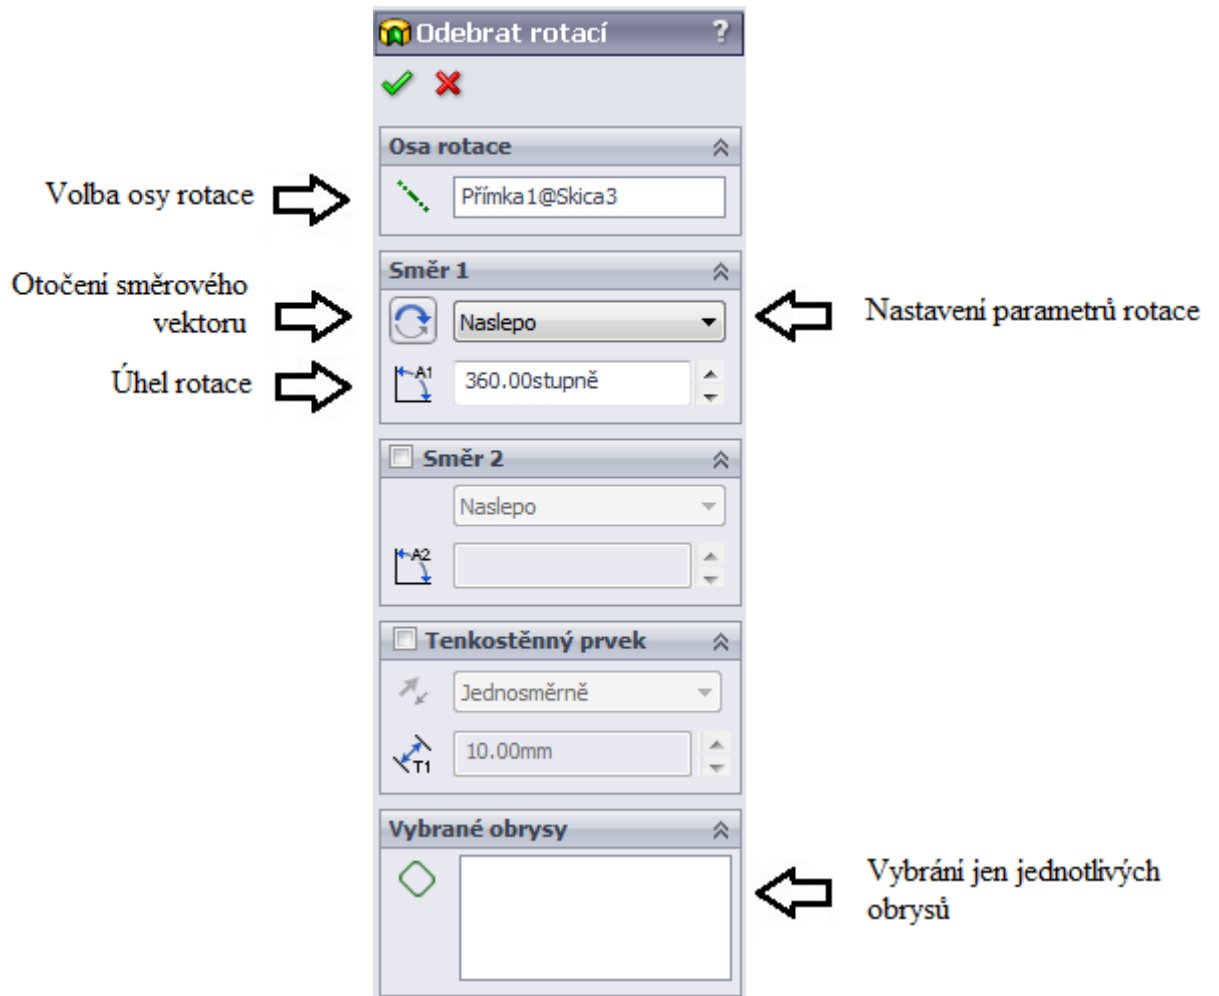 Odebrat rotací ?
Osa rotace
Volba osy rotace
Přímka1@Skica3
Směr 1
Otočení směrového
vektoru
Naslepo
Nastavení parametrů rotace
Úhel rotace
A1
360.00stupně
Směr 2
Naslepo
A2
Tenkostěnný prvek
Jednosměrně
T1
10.00mm
Vybrané obrysy
Vybrání jen jednotlivých
obrysů